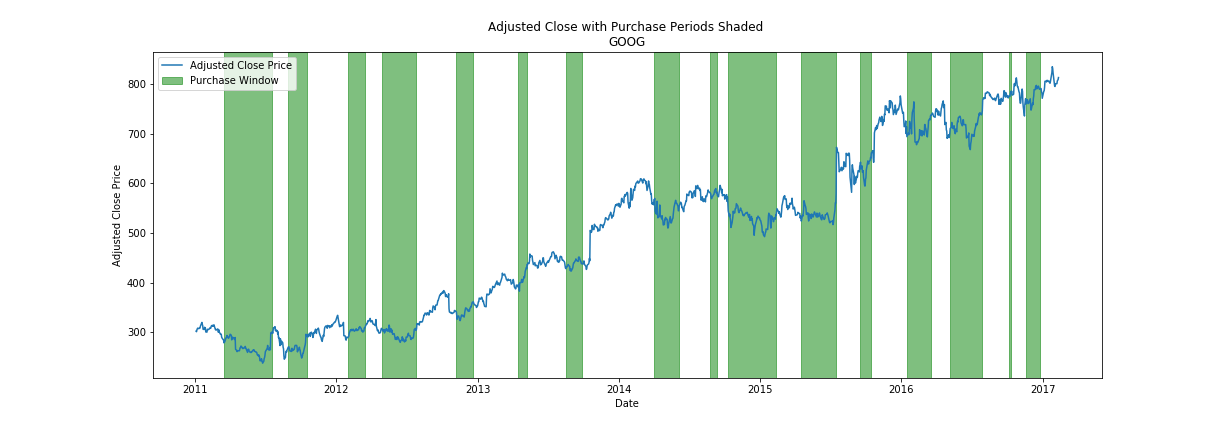 Adjusted Close with Purchase Periods Shaded
GOOG
Adjusted Close Price
Purchase Window
Adjusted Close Price
800
700
600
500
400
300
2011 2012 2013 2014 2015 2016 2017
Date